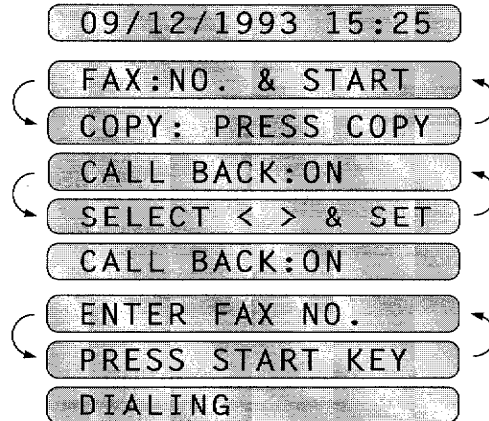 09/12/1993 15:25
FAX:NO. & START
COPY: PRESS COPY
CALL BACK:ON
SELECT < > & SET
CALL BACK:ON
ENTER FAX NO.
PRESS START KEY
DIALING